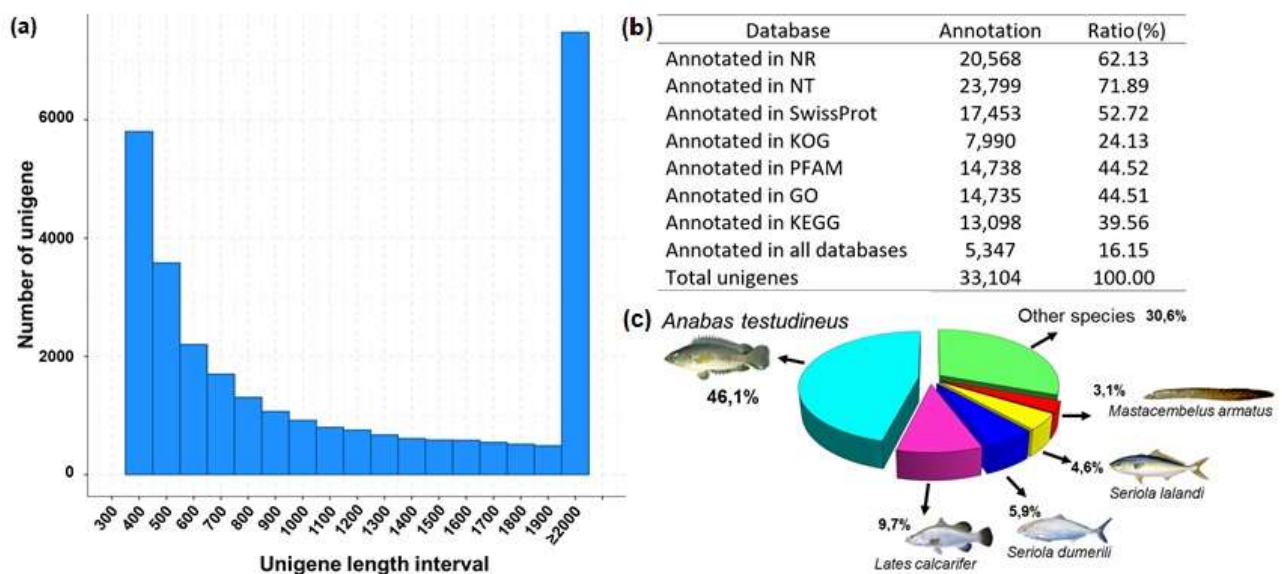 (a)
Number of unigene
6000
4000
2000
0
300
400
500
600
700
800
900
1000
1100
1200
1300
1400
1500
1600
1700
1900
≥2000
Unigene length interval
(b)
Database Annotation Ratio(%)
Annotated in NR 20,568 62.13
Annotated in NT 23,799 71.89
Annotated in SwissProt 17,453 52.72
Annotated in KOG 7,990 24.13
Annotated in PFAM 14,738 44.52
Annotated in GO 14,735 44.51
Annotated in KEGG 13,098 39.56
Annotated in all databases 5,347 16.15
Total unigenes 33,104 100.00
(c)
Anabas testudineus
46,1%
Other species 30,6%
3,1%
Mastacembelus armatus
4,6%
Seriola lalandi
5,9%
Seriola dumerili
9,7%
Lates calcarifer